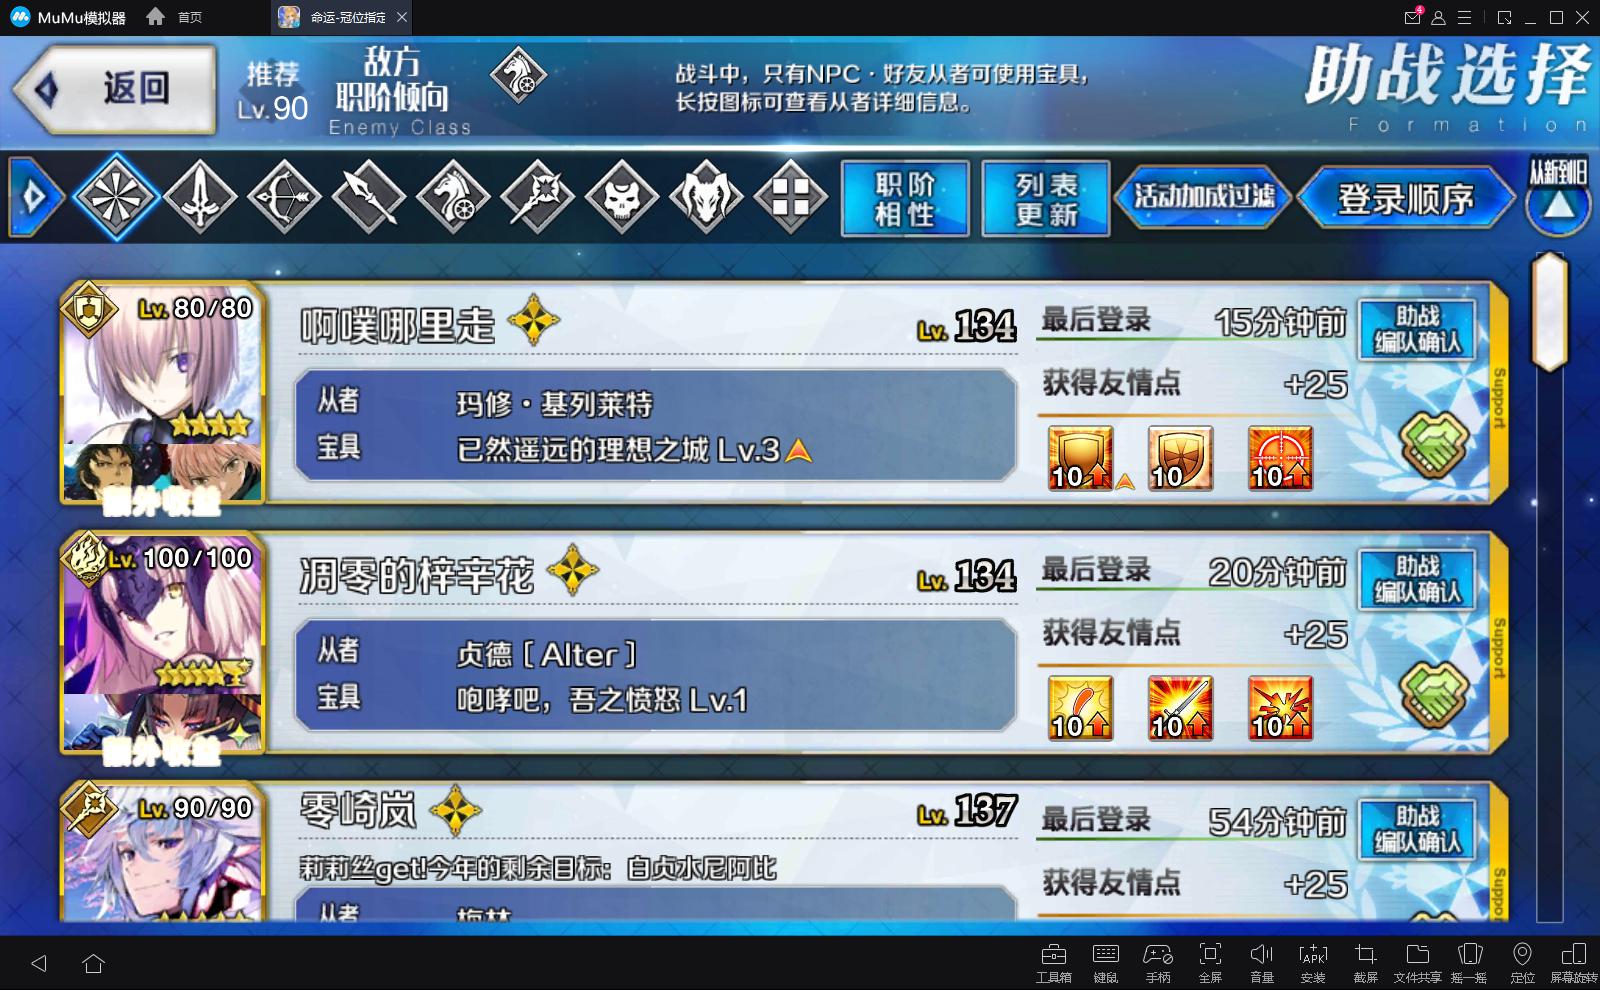 MuMu模拟器
首页
命运-冠位指定
4
返回
推荐
Lv.90
敌方
职阶倾向
Enemy Class
战斗中，只有NPC·好友从者可使用宝具，
长按图标可查看从者详细信息。
助战选择
Formation
职阶
相性
列表
更新
活动加成过滤
登录顺序
从新到旧
Lv.80/80
额外收益
啊噗哪里走
Lv.134
从者
玛修·基列莱特
宝具
已然遥远的理想之城 Lv.3
最后登录
15分钟前
获得友情点
+25
10
10
10
助战
编队确认
Support
Lv.100/100
额外收益
凋零的梓辛花
Lv.134
从者
贞德〔Alter〕
宝具
咆哮吧，吾之愤怒 Lv.1
最后登录
20分钟前
获得友情点
+25
10
10
10
助战
编队确认
Support
Lv.90/90
零崎岚
Lv.137
莉莉丝get!今年的剩余目标：白贞水尼阿比
从者
梅林
最后登录
54分钟前
获得友情点
+25
助战
编队确认
Suppor
工具箱
键鼠
手柄
全屏
音量
APK
安装
截屏
文件共享
摇一摇
定位
屏幕旋转